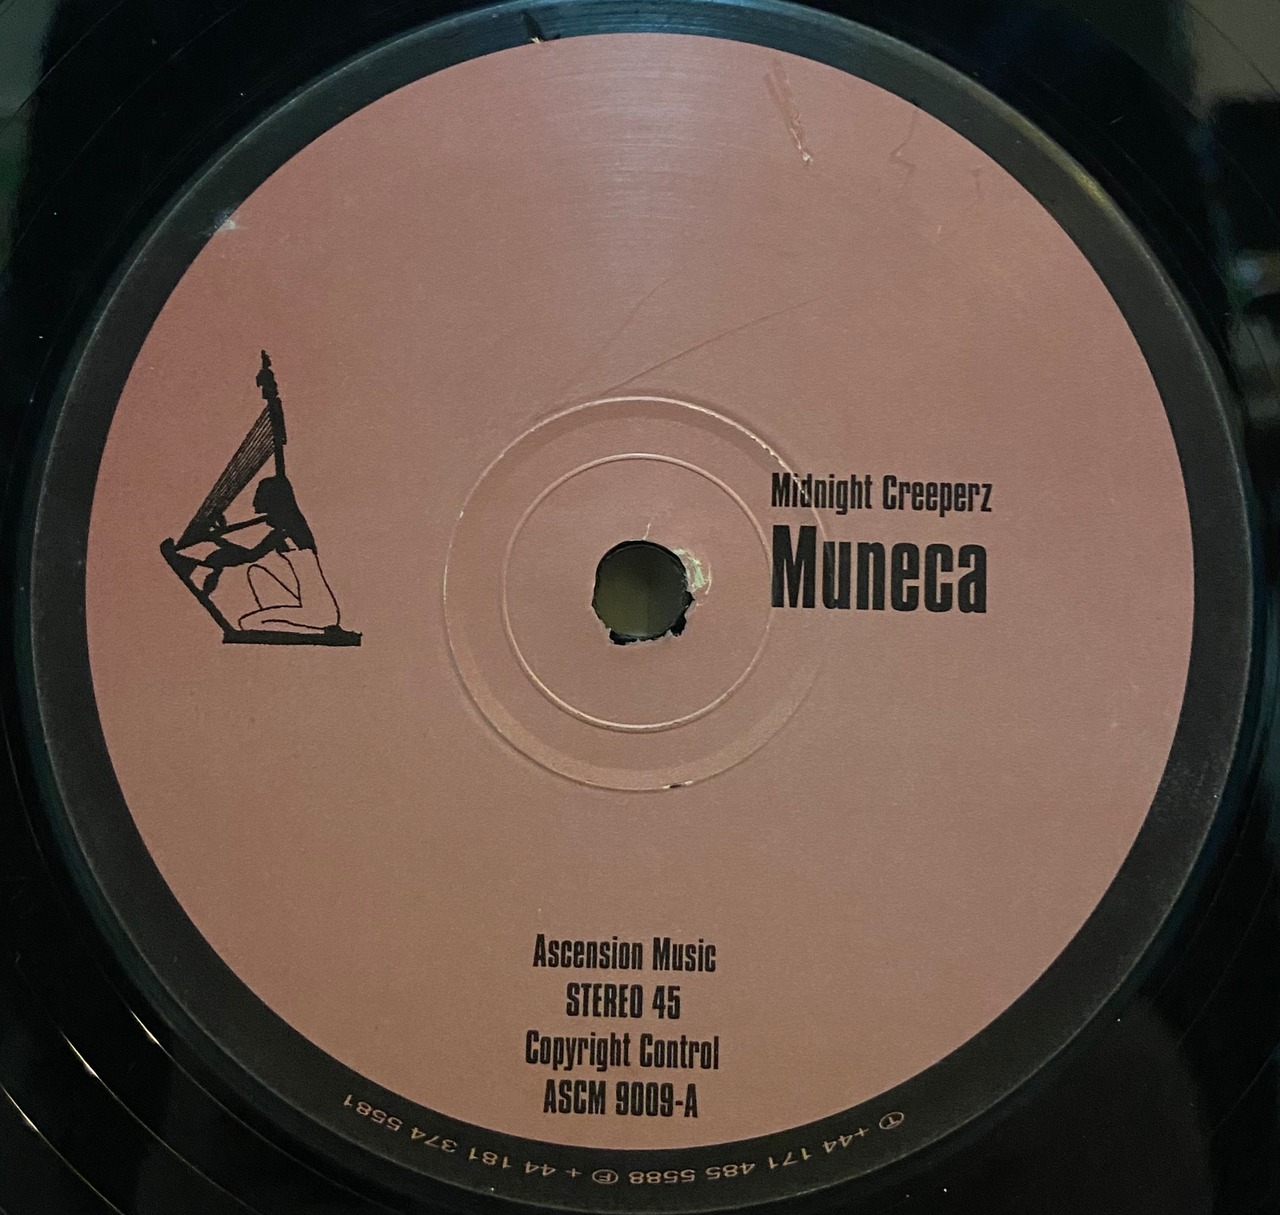 Midnight Creeperz
Muneca
Ascension Music
STEREO 45
Copyright Control
ASCM 9009-A
Ⓣ +44 171 485 5588 Ⓕ + 44 181 374 5581